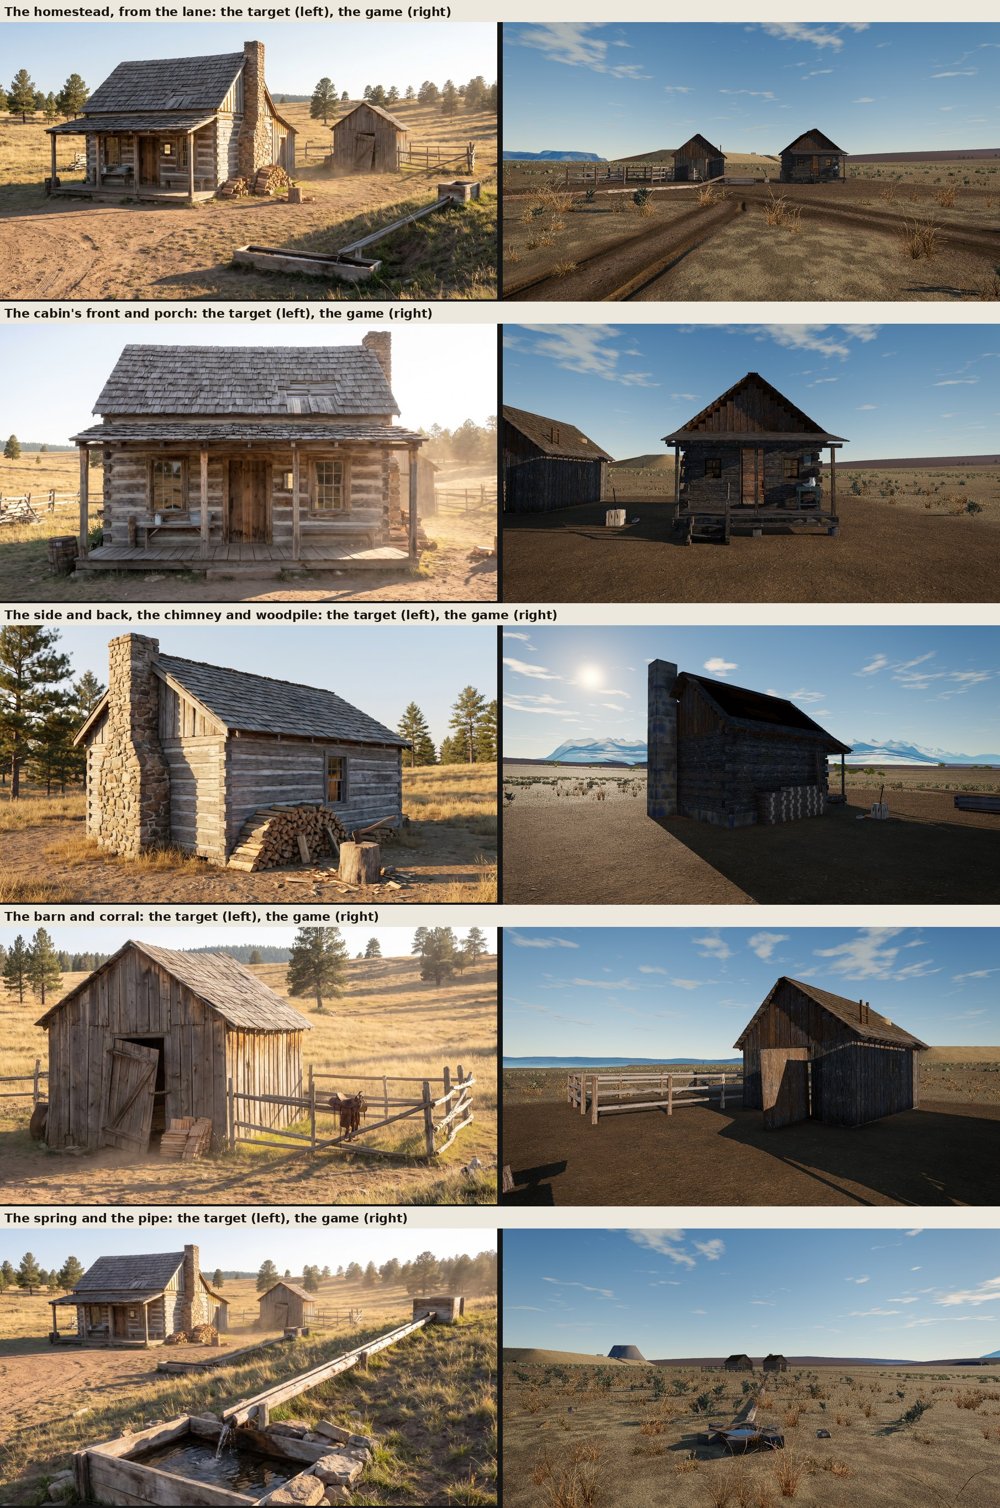 The homestead, from the lane: the target (left), the game (right)
The cabin's front and porch: the target (left), the game (right)
The side and back, the chimney and woodpile: the target (left), the game (right)
The barn and corral: the target (left), the game (right)
The spring and the pipe: the target (left), the game (right)